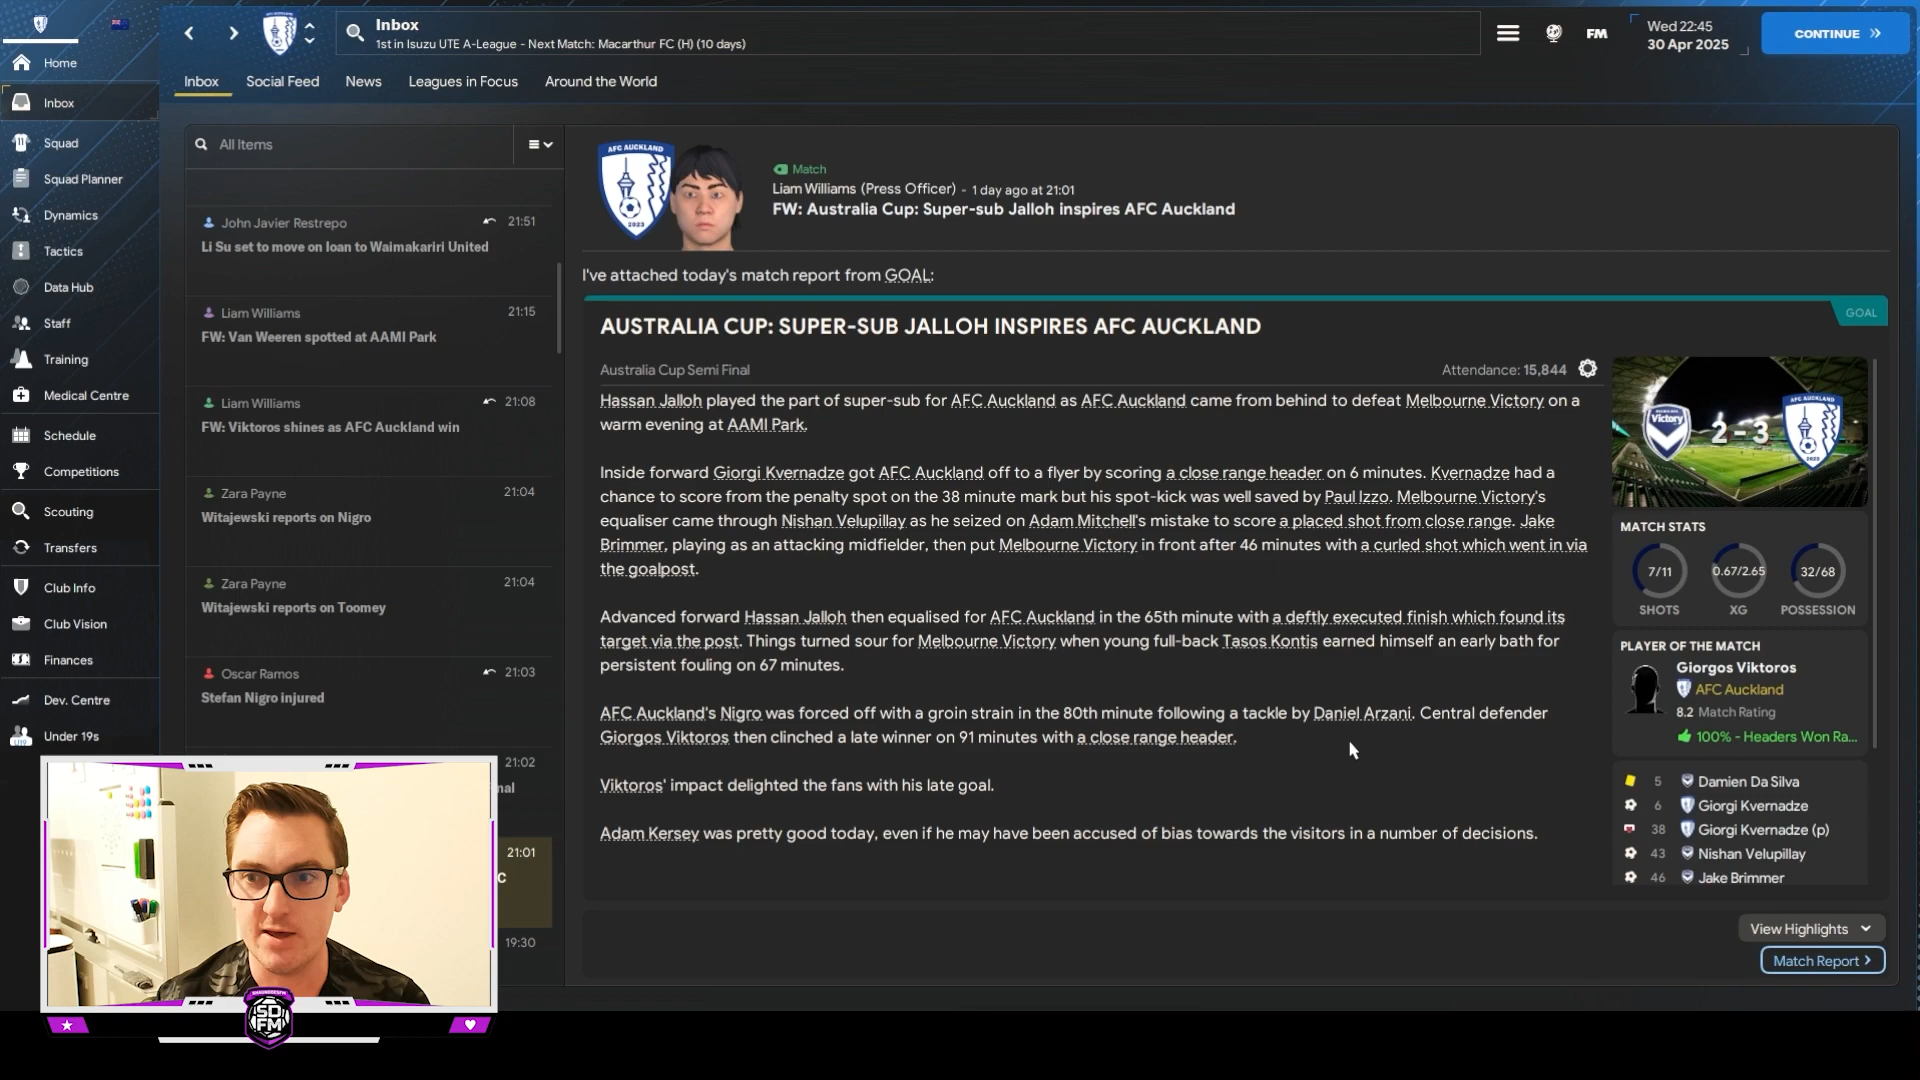 Inbox
1st in Isuzu UTE A-League - Next Match: Macarthur FC (H) (10 days)
FM
Wed 22:45
30 Apr 2025
CONTINUE
Home
Inbox
Squad
Squad Planner
Dynamics
Tactics
Data Hub
Staff
Training
Medical Centre
Schedule
Competitions
Scouting
Transfers
Club Info
Club Vision
Finances
Dev. Centre
Under 19s
Inbox
Social Feed
News
Leagues in Focus
Around the World
All Items
John Javier Restrepo
21:51
Li Su set to move on loan to Waimakariri United
Liam Williams
21:15
FW: Van Weeren spotted at AAMI Park
Liam Williams
21:08
FW: Viktoros shines as AFC Auckland win
Zara Payne
21:04
Witajewski reports on Nigro
Zara Payne
21:04
Witajewski reports on Toomey
Oscar Ramos
21:03
Stefan Nigro injured
21:02
nal
21:01
C
19:30
AFC AUCKLAND
2023
Match
Liam Williams (Press Officer) - 1 day ago at 21:01
FW: Australia Cup: Super-sub Jalloh inspires AFC Auckland
I've attached today's match report from GOAL:
GOAL
AUSTRALIA CUP: SUPER-SUB JALLOH INSPIRES AFC AUCKLAND
Australia Cup Semi Final
Attendance: 15,844
Hassan Jalloh played the part of super-sub for AFC Auckland as AFC Auckland came from behind to defeat Melbourne Victory on a
warm evening at AAMI Park.
Inside forward Giorgi Kvernadze got AFC Auckland off to a flyer by scoring a close range header on 6 minutes. Kvernadze had a
chance to score from the penalty spot on the 38 minute mark but his spot-kick was well saved by Paul Izzo. Melbourne Victory's
equaliser came through Nishan Velupillay as he seized on Adam Mitchell's mistake to score a placed shot from close range. Jake
Brimmer, playing as an attacking midfielder, then put Melbourne Victory in front after 46 minutes with a curled shot which went in via
the goalpost.
Advanced forward Hassan Jalloh then equalised for AFC Auckland in the 65th minute with a deftly executed finish which found its
target via the post. Things turned sour for Melbourne Victory when young full-back Tasos Kontis earned himself an early bath for
persistent fouling on 67 minutes.
AFC Auckland's Nigro was forced off with a groin strain in the 80th minute following a tackle by Daniel Arzani. Central defender
Giorgos Viktoros then clinched a late winner on 91 minutes with a close range header.
Viktoros' impact delighted the fans with his late goal.
Adam Kersey was pretty good today, even if he may have been accused of bias towards the visitors in a number of decisions.
Victory
2 - 3
AFC AUCKLAND
MATCH STATS
7/11
0.67/2.65
32/68
SHOTS
XG
POSSESSION
PLAYER OF THE MATCH
Giorgos Viktoros
AFC Auckland
8.2 Match Rating
100% - Headers Won Ra...
5 Damien Da Silva
6 Giorgi Kvernadze
38 Giorgi Kvernadze (p)
43 Nishan Velupillay
46 Jake Brimmer
View Highlights
Match Report
SD
FM